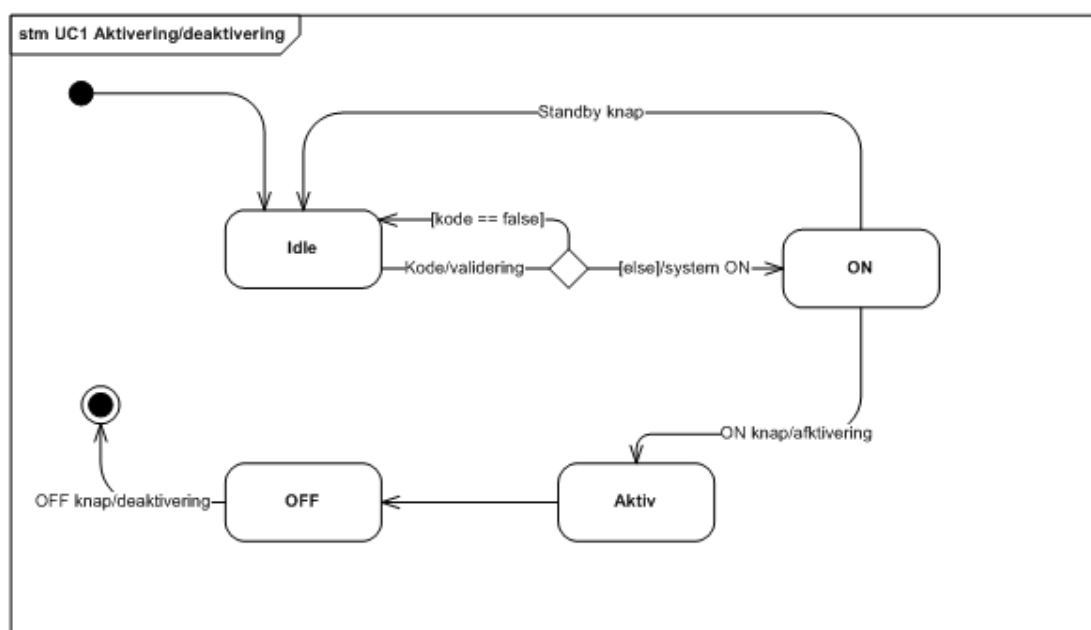 stm UC1 Aktivering/deaktivering
Standby knap
[kode == false]
Idle
Kode/validering
[else]/system ON
ON
ON knap/afktivering
OFF knap/deaktivering
OFF
Aktiv